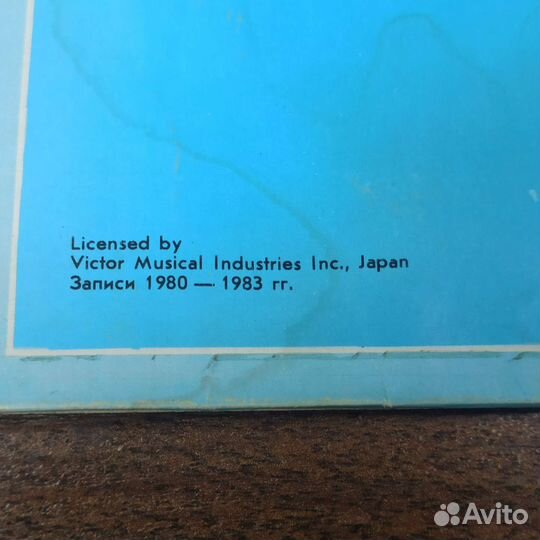 Licensed by
Victor Musical Industries Inc., Japan
Записи 1980 — 1983 гг.
Avito